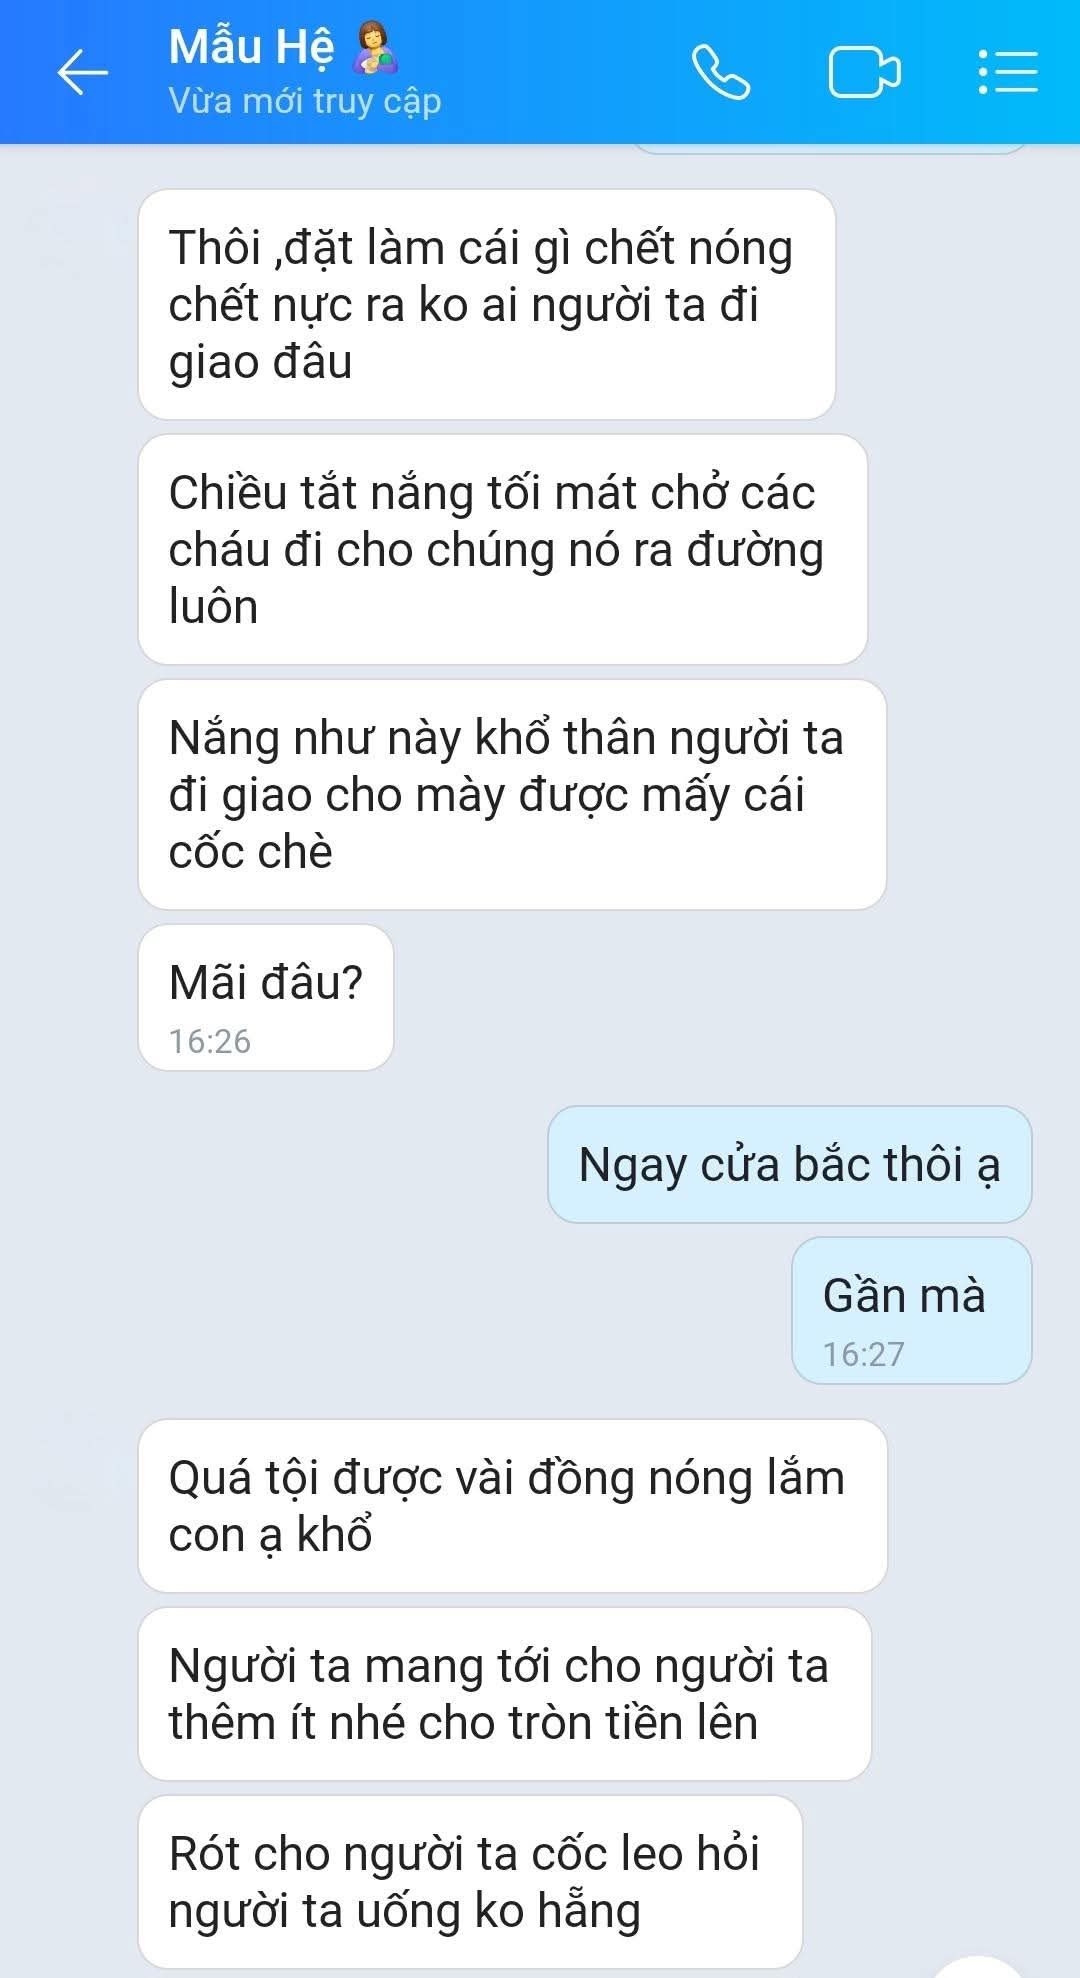 Mẫu Hệ
Vừa mới truy cập
Thôi ,đặt làm cái gì chết nóng
chết nực ra ko ai người ta đi
giao đâu
Chiều tắt nắng tối mát chở các
cháu đi cho chúng nó ra đường
luôn
Nắng như này khổ thân người ta
đi giao cho mày được mấy cái
cốc chè
Mãi đâu?
16:26
Ngay cửa bắc thôi ạ
Gần mà
16:27
Quá tội được vài đồng nóng lắm
con ạ khổ
Người ta mang tới cho người ta
thêm ít nhé cho tròn tiền lên
Rót cho người ta cốc leo hỏi
người ta uống ko hẵng